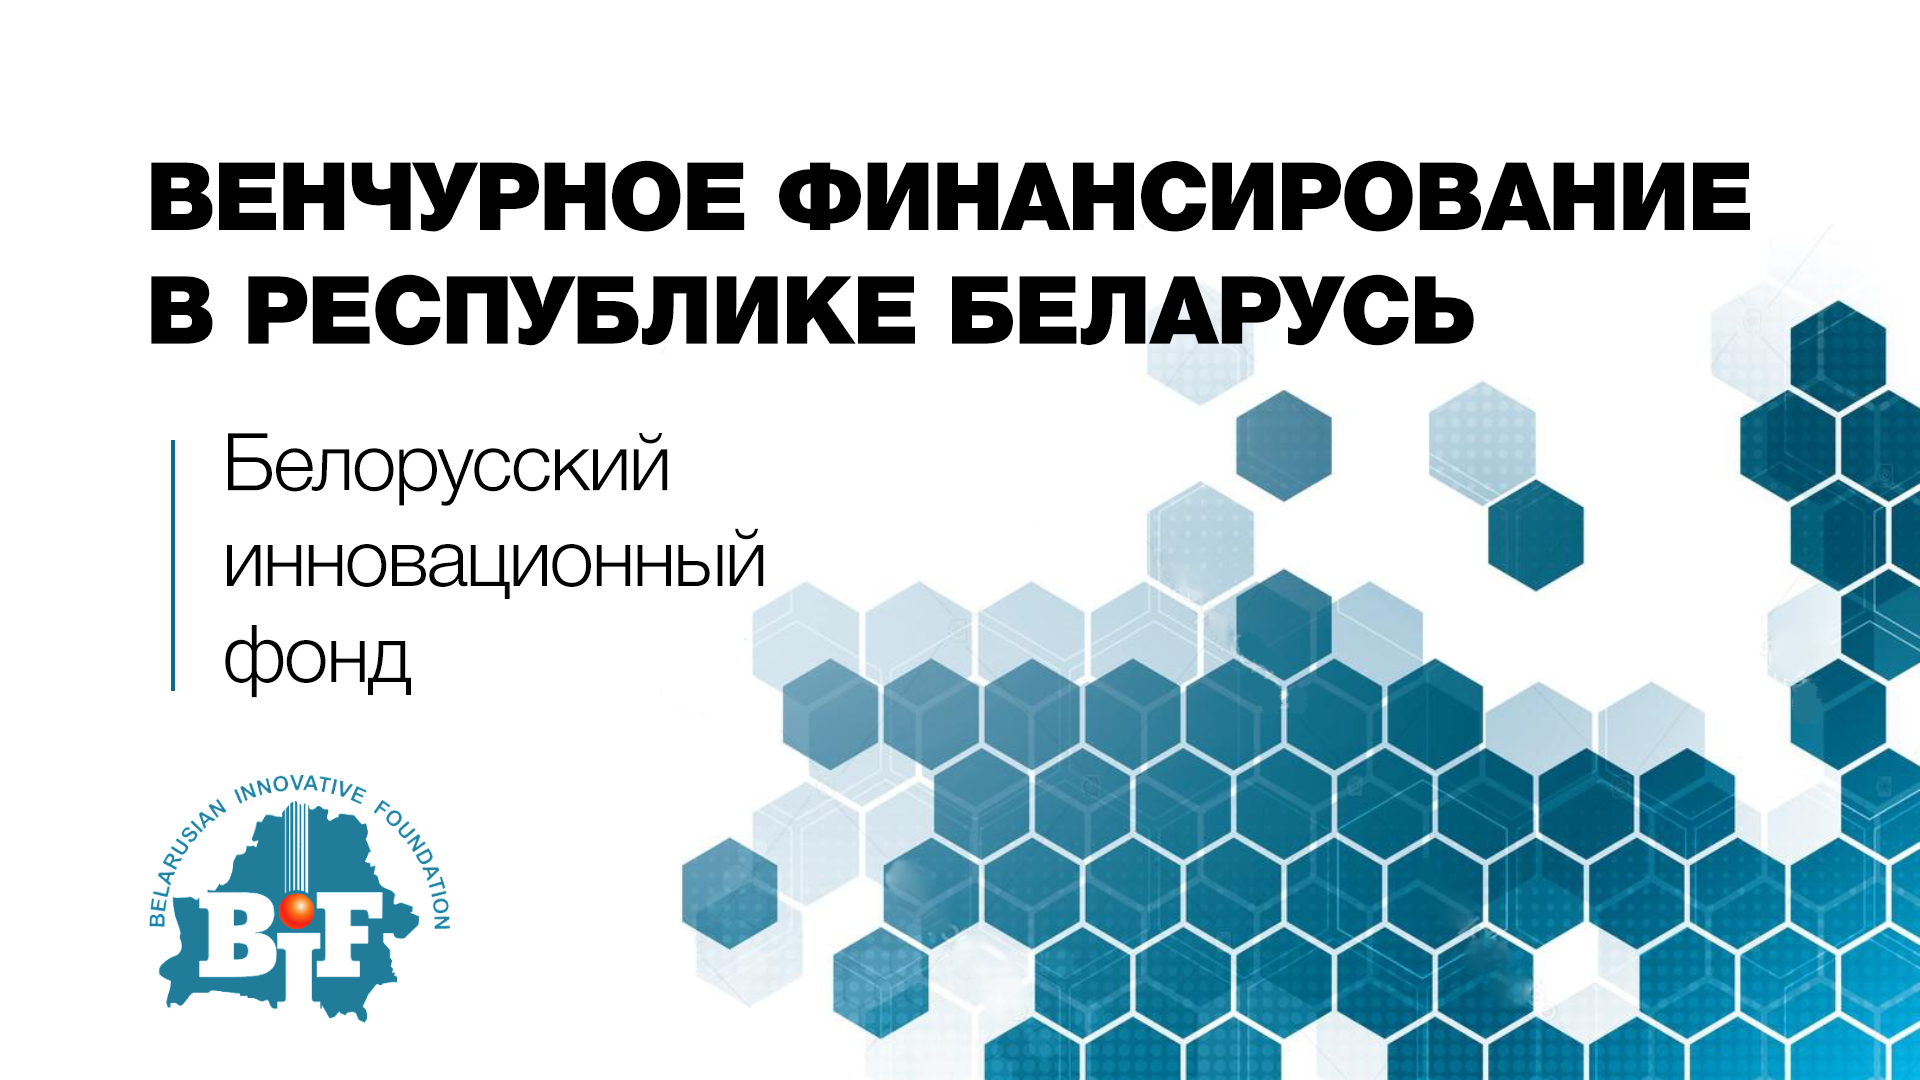 ВЕНЧУРНОЕ ФИНАНСИРОВАНИЕ
В РЕСПУБЛИКЕ БЕЛАРУСЬ
Белорусский
инновационный
фонд
BELARUSIAN INNOVATIVE FOUNDATION
BiF